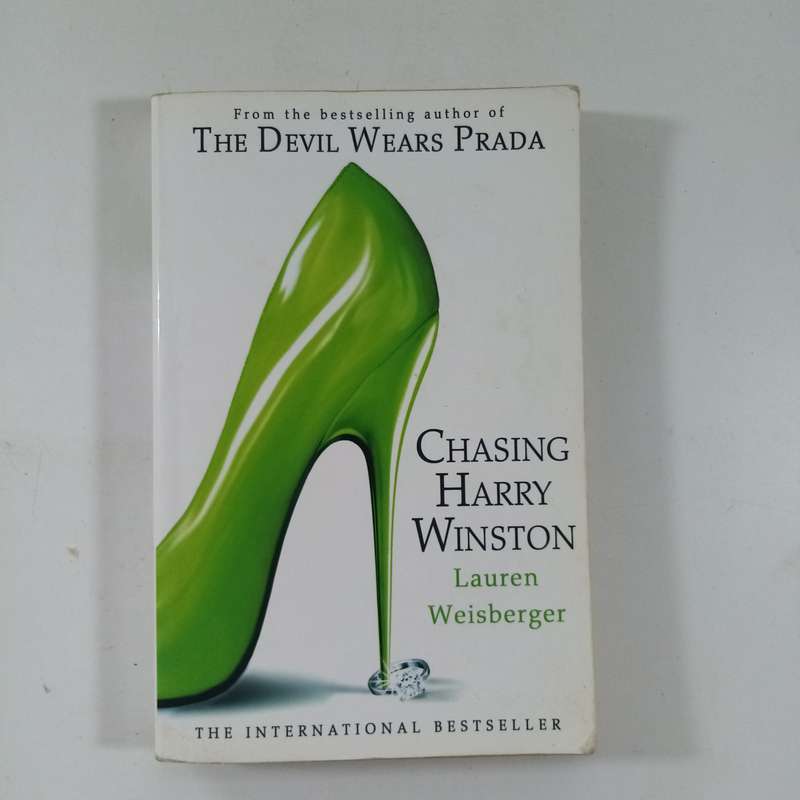 From the bestselling author of
THE DEVIL WEARS PRADA
CHASING
HARRY
WINSTON
Lauren
Weisberger
THE INTERNATIONAL BESTSELLER